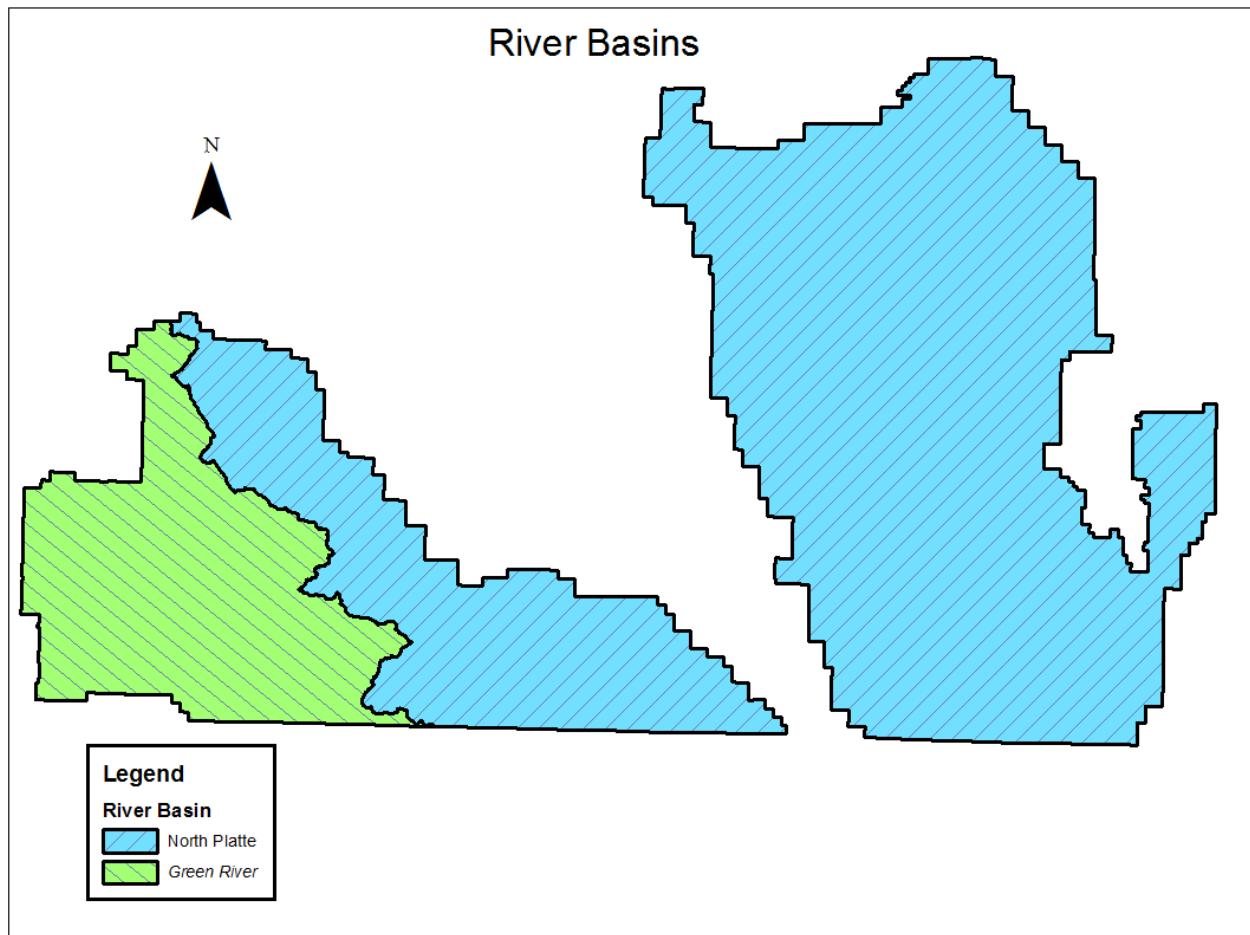 River Basins
N
Legend
River Basin
North Platte
Green River